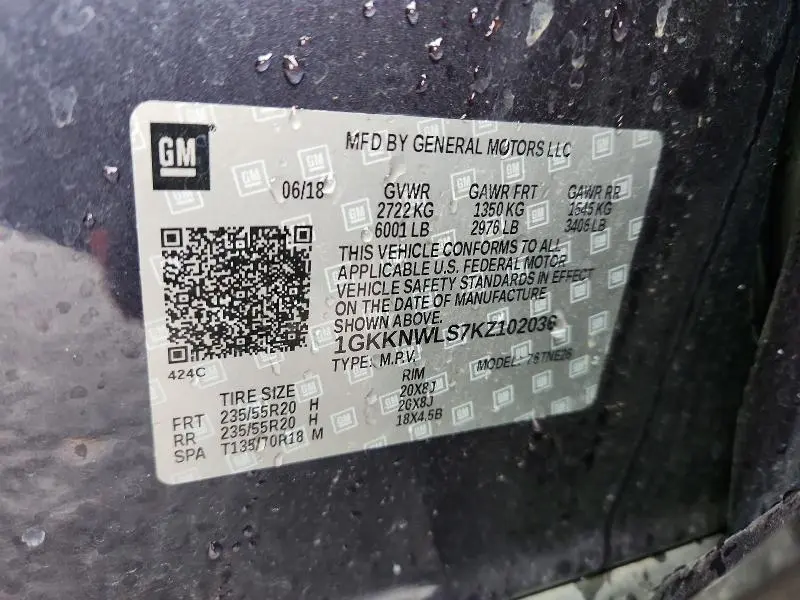 GM
MFD BY GENERAL MOTORS LLC
06/18 GVWR GAWR FRT GAWR RR
2722 KG 1350 KG 1545 KG
6001 LB 2976 LB 3406 LB
THIS VEHICLE CONFORMS TO ALL
APPLICABLE U.S. FEDERAL MOTOR
VEHICLE SAFETY STANDARDS IN EFFECT
ON THE DATE OF MANUFACTURE
SHOWN ABOVE.
1GKKNWLS7KZ102036
TYPE: M.P.V. MODEL:
424C
TIRE SIZE RIM
FRT 235/55R20 H 20X8J
RR 235/55R20 H 20X8J
SPA T135/70R18 M 18X4.5B